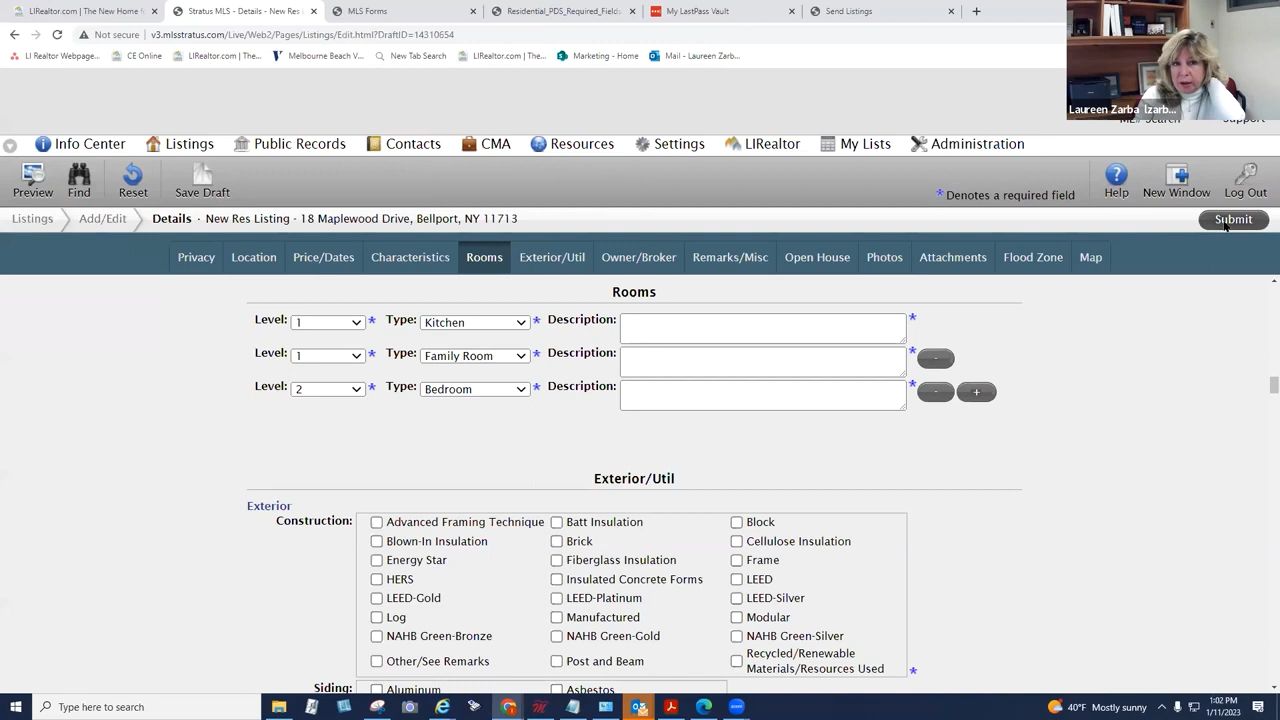 LIRealtor.com | The New Home f
Stratus MLS - Details - New Res
MLS Forms
Residential_PDS_Required_Fields
My LastPass Vault
Send Listings
Not secure | v3.mlsstratus.com/Live/Web2/Pages/Listings/Edit.html?DraftID=143198
LI Realtor Webpage...
CE Online
LIRealtor.com | The...
Melbourne Beach V...
New Tab Search
LIRealtor.com | The...
Marketing - Home
Mail - Laureen Zarb...
Laureen Zarba lzarb...
Info Center
Listings
Public Records
Contacts
CMA
Resources
Settings
LIRealtor
My Lists
Administration
Preview
Find
Reset
Save Draft
* Denotes a required field
Help
New Window
Log Out
Listings
Add/Edit
Details · New Res Listing - 18 Maplewood Drive, Bellport, NY 11713
Submit
Privacy
Location
Price/Dates
Characteristics
Rooms
Exterior/Util
Owner/Broker
Remarks/Misc
Open House
Photos
Attachments
Flood Zone
Map
Rooms
Level: 1 * Type: Kitchen * Description: *
Level: 1 * Type: Family Room * Description: * -
Level: 2 * Type: Bedroom * Description: * - +
Exterior/Util
Exterior
Construction: Advanced Framing Technique Batt Insulation Block
Blown-In Insulation Brick Cellulose Insulation
Energy Star Fiberglass Insulation Frame
HERS Insulated Concrete Forms LEED
LEED-Gold LEED-Platinum LEED-Silver
Log Manufactured Modular
NAHB Green-Bronze NAHB Green-Gold NAHB Green-Silver
Other/See Remarks Post and Beam Recycled/Renewable
Materials/Resources Used *
Siding: Aluminum Asbestos
Type here to search
40°F Mostly sunny
1:02 PM
1/11/2023